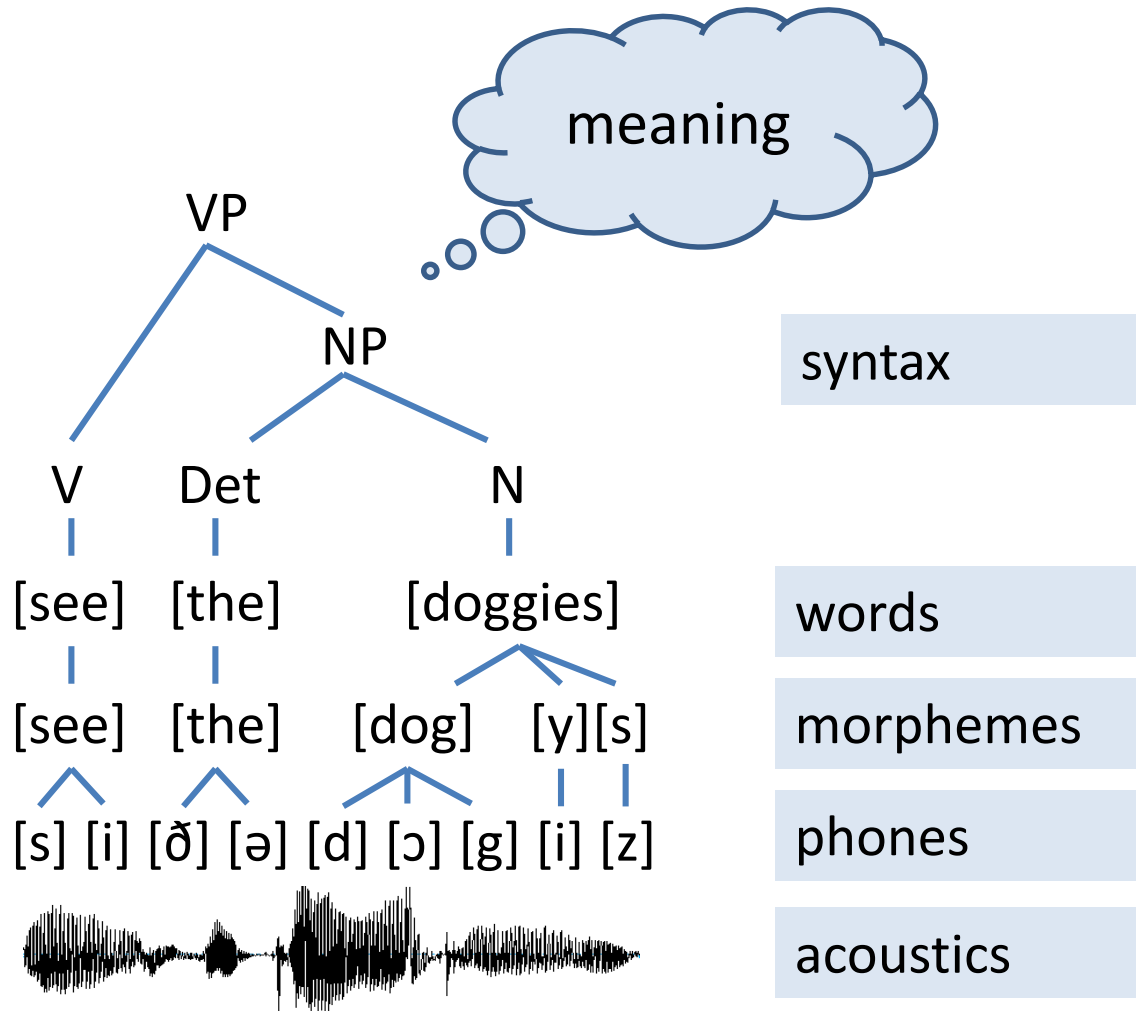 meaning
VP
NP
syntax
V Det N
[see] [the] [doggies]
words
[see] [the] [dog] [y][s]
morphemes
[s] [i] [ð] [ə] [d] [ɔ] [g] [i] [z]
phones
acoustics